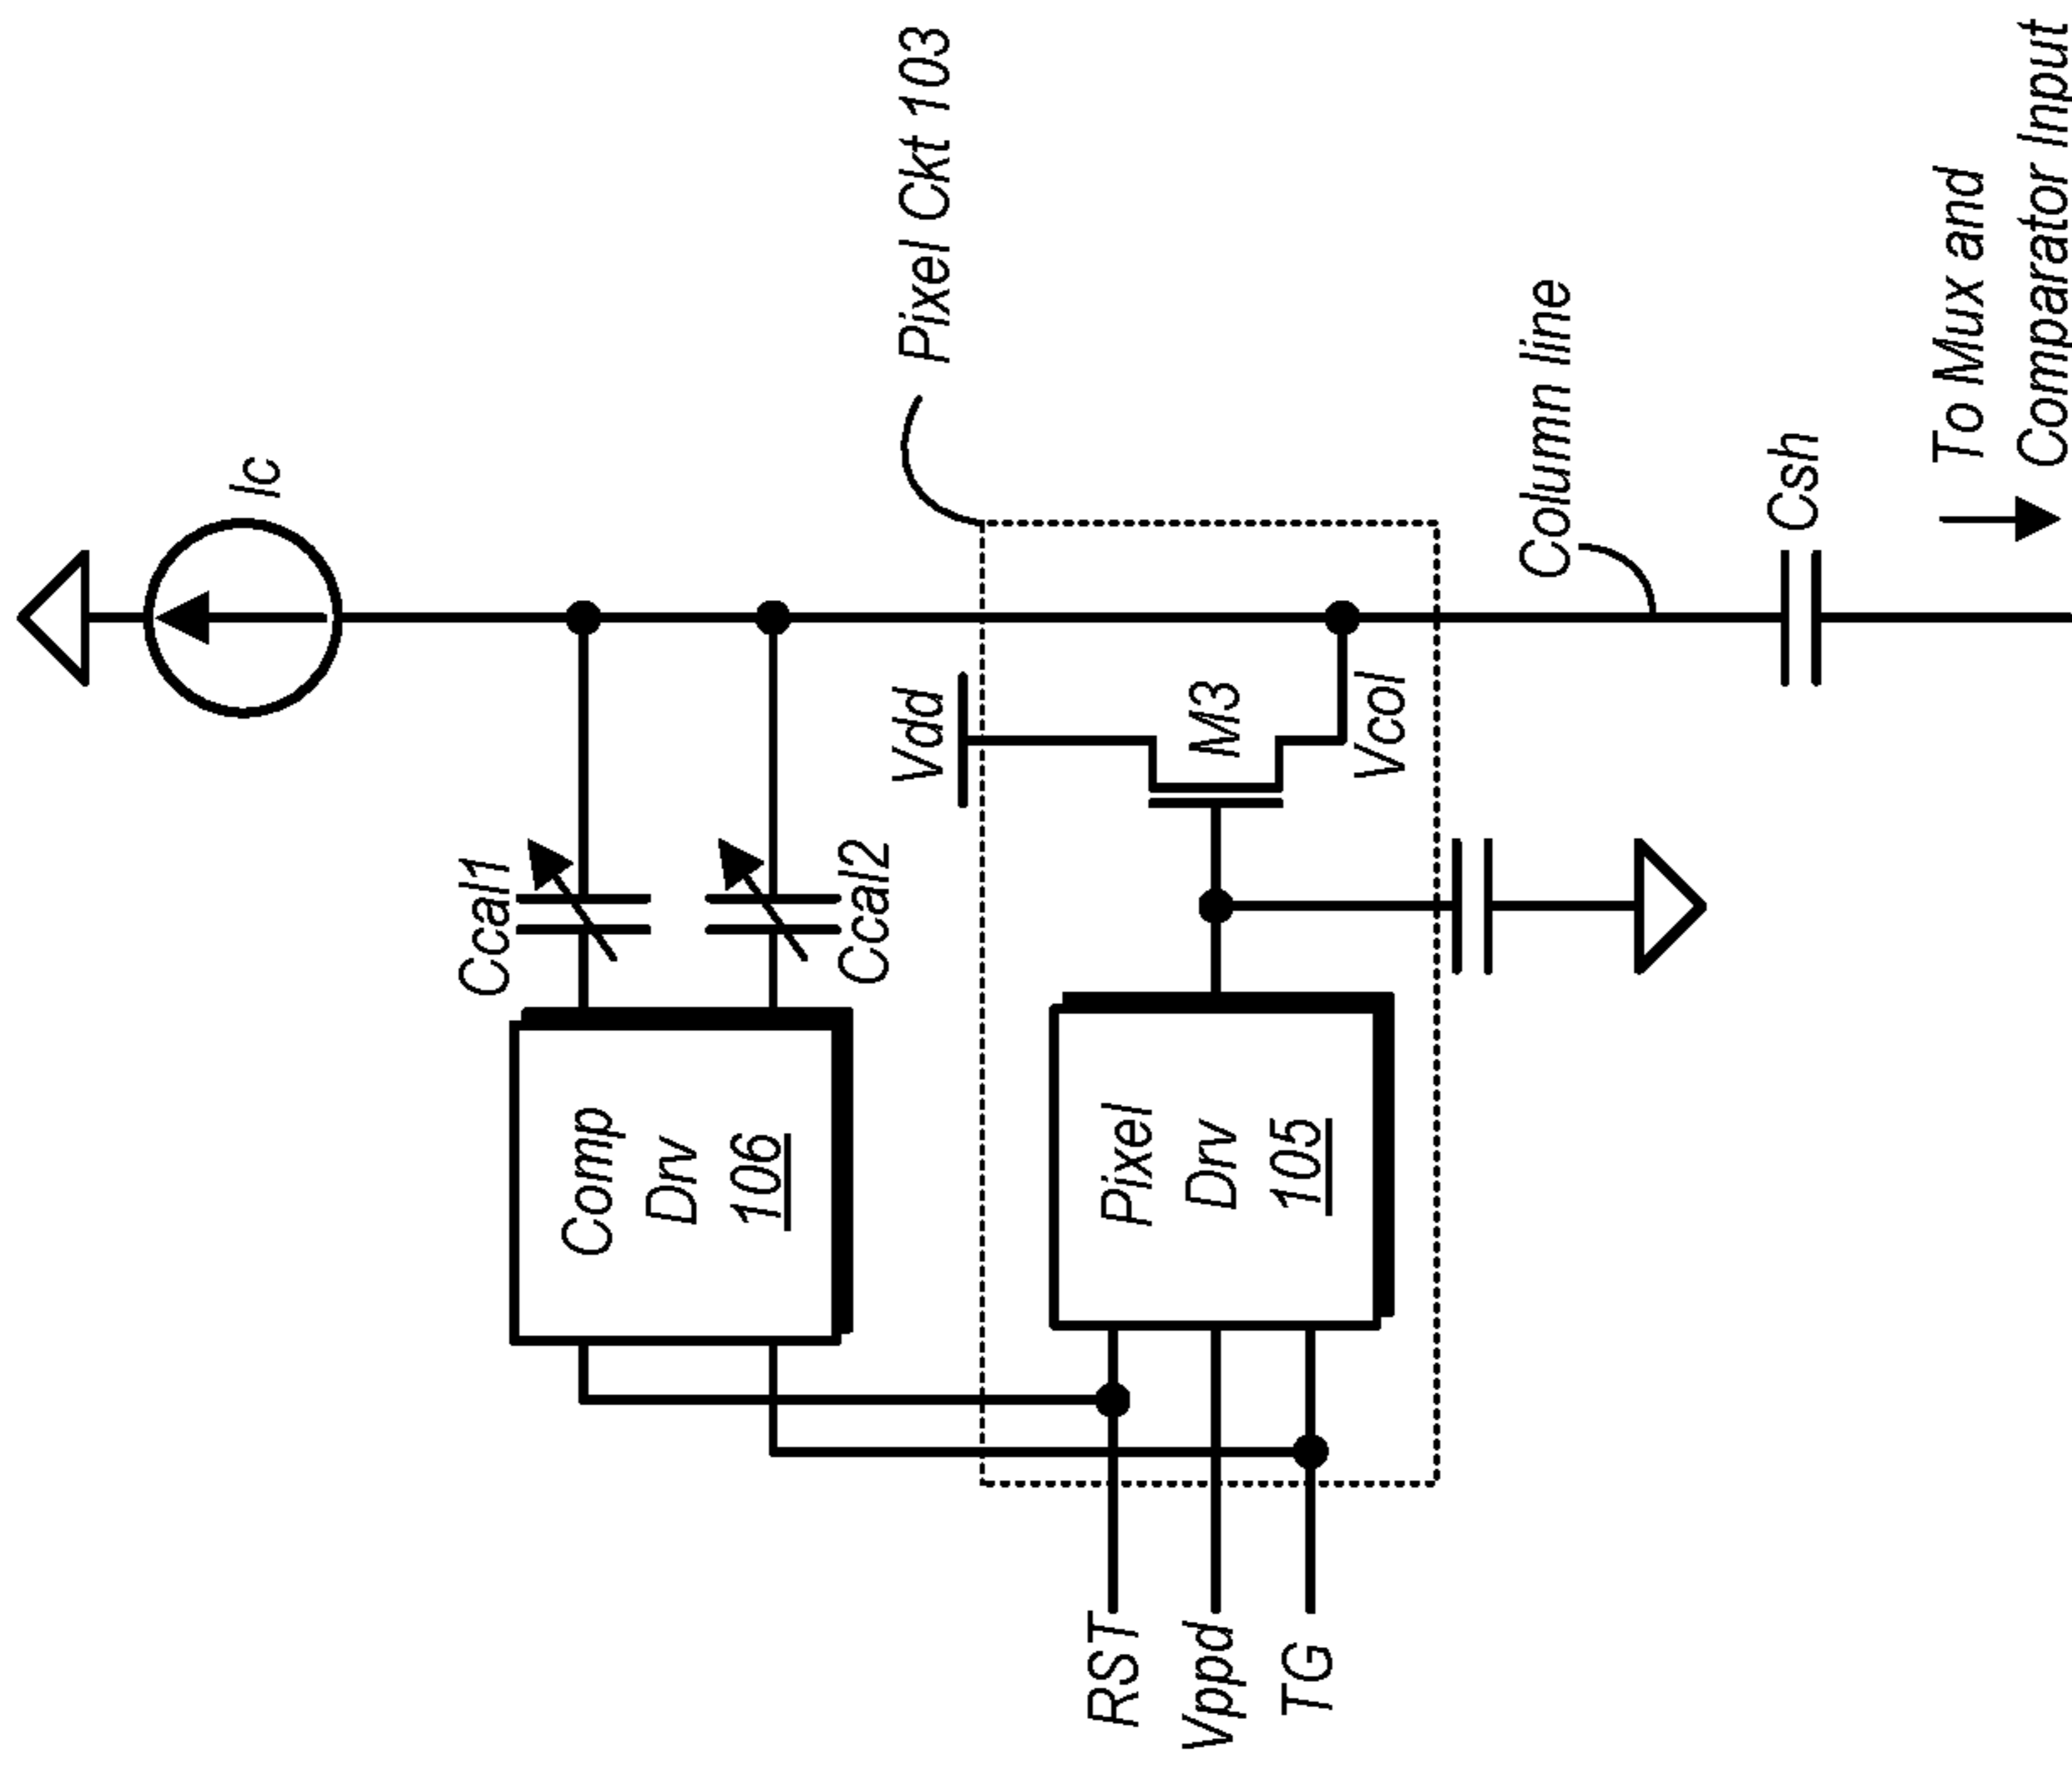 Ic
Ccal1
Ccal2
Comp
Drv
106
Vdd
Pixel Ckt 103
M3
Vcol
Pixel
Drv
105
RST
Vppd
TG
Column line
Csh
To Mux and
Comparator Input